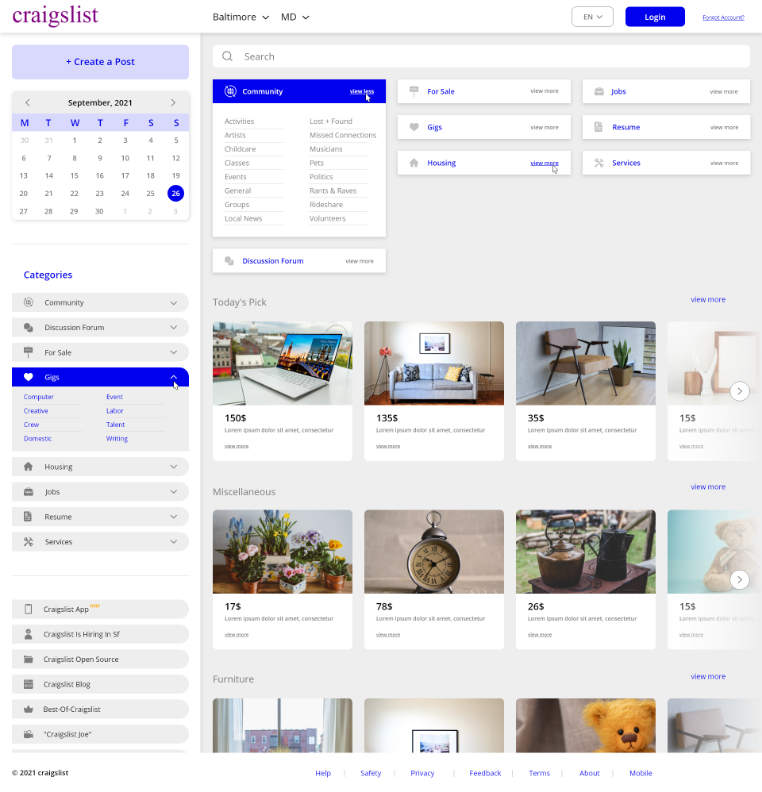 craigslist
Baltimore MD
EN
Login
Forgot Account?
+ Create a Post
September, 2021
M T W T F S S
30 31 1 2 3 4 5
6 7 8 9 10 11 12
13 14 15 16 17 18 19
20 21 22 23 24 25 26
27 28 29 30 1 2 3
Categories
Community
Discussion Forum
For Sale
Gigs
Computer Event
Creative Labor
Crew Talent
Domestic Writing
Housing
Jobs
Resume
Services
Craigslist App
Craigslist Is Hiring In Sf
Craigslist Open Source
Craigslist Blog
Best-Of-Craigslist
"Craigslist Joe"
Search
Community view less
Activities Lost + Found
Artists Missed Connections
Childcare Musicians
Classes Pets
Events Politics
General Rants & Raves
Groups Rideshare
Local News Volunteers
Discussion Forum view more
For Sale view more
Gigs view more
Housing view more
Jobs view more
Resume view more
Services view more
Today's Pick view more
150$
Lorem ipsum dolor sit amet, consectetur
view more
135$
Lorem ipsum dolor sit amet, consectetur
view more
35$
Lorem ipsum dolor sit amet, consectetur
view more
15$
Lorem ipsum dolor sit
view more
Miscellaneous view more
17$
Lorem ipsum dolor sit amet, consectetur
view more
78$
Lorem ipsum dolor sit amet, consectetur
view more
26$
Lorem ipsum dolor sit amet, consectetur
view more
15$
Lorem ipsum dolor sit
view more
Furniture view more
© 2021 craigslist
Help | Safety | Privacy | Feedback | Terms | About | Mobile